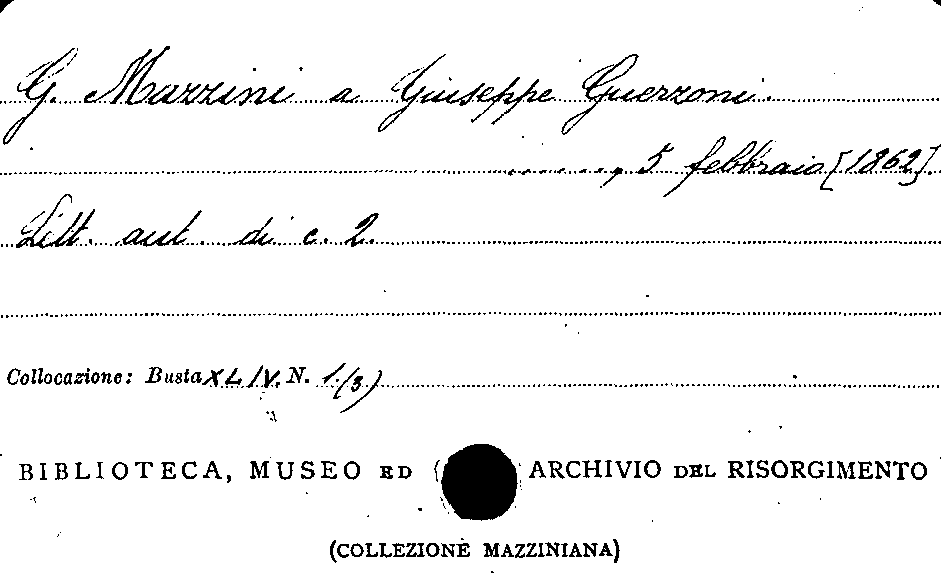 G. Mazzini a Giuseppe Guerzoni.
......., 5 febbraio [1862].
Lett. aut. di c. 2.
Collocazione: Busta XLIV. N. 1.(3)
BIBLIOTECA, MUSEO ED ARCHIVIO DEL RISORGIMENTO
(COLLEZIONE MAZZINIANA)